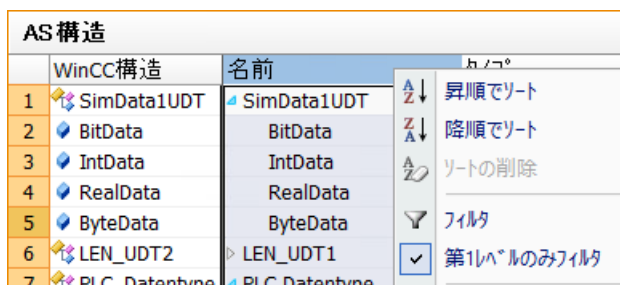 AS構造
WinCC構造 名前
1 SimData1UDT SimData1UDT 昇順でソート
2 BitData BitData 降順でソート
3 IntData IntData ソートの削除
4 RealData RealData
5 ByteData ByteData フィルタ
6 LEN_UDT2 LEN_UDT1 第1レベルのみフィルタ
7 PLC_Datentype PLC_Datentype